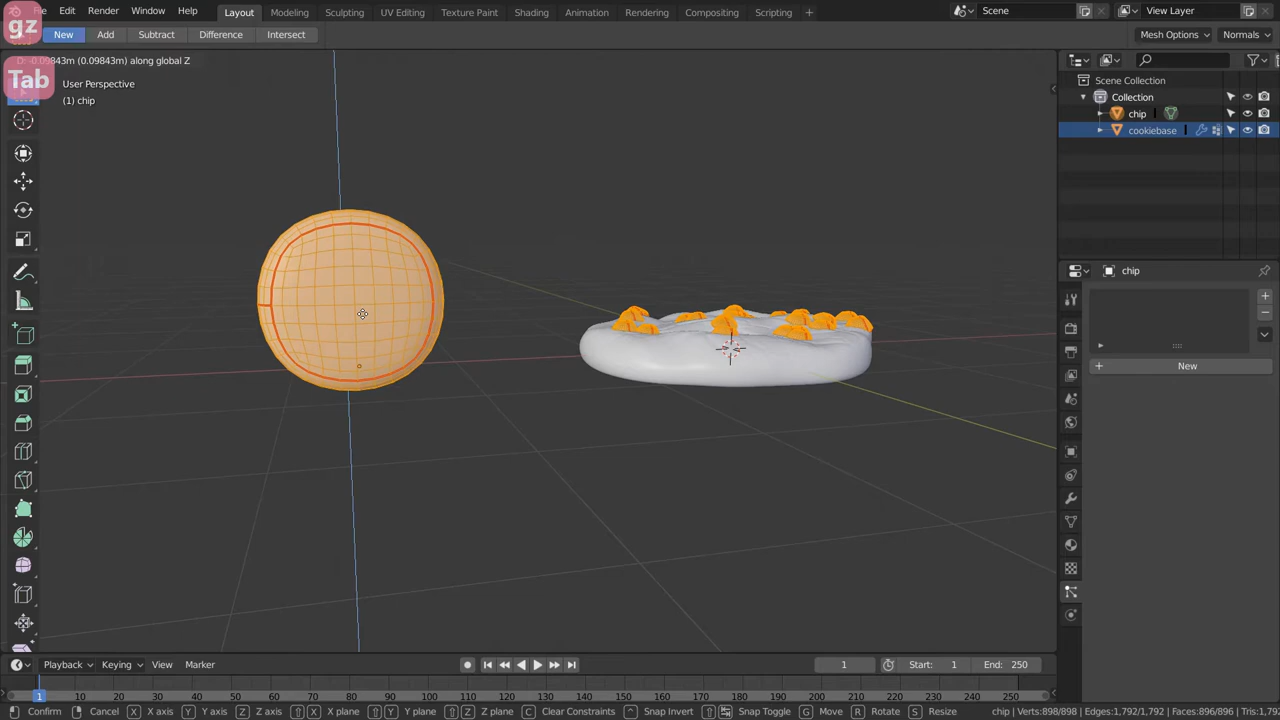 gz
File Edit Render Window Help Layout Modeling Sculpting UV Editing Texture Paint Shading Animation Rendering Compositing Scripting + Scene View Layer
New Add Subtract Difference Intersect Mesh Options Normals
D: -0.09843m (0.09843m) along global Z
Tab
User Perspective
(1) chip
Scene Collection
Collection
chip
cookiebase
chip
New
Playback Keying View Marker 1 Start: 1 End: 250
1 10 20 30 40 50 60 70 80 90 100 110 120 130 140 150 160 170 180 190 200 210 220 230 240 250
Confirm Cancel X X axis Y Y axis Z Z axis X X plane Y Y plane Z Z plane C Clear Constraints ^ Snap Invert Snap Toggle G Move R Rotate S Resize chip | Verts:898/898 | Edges:1,792/1,792 | Faces:896/896 | Tris:1,79